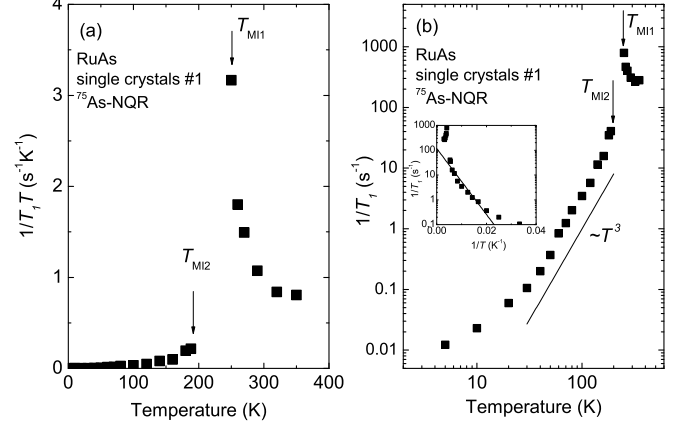 (a)
T_MI1
RuAs
single crystals #1
⁷⁵As-NQR
T_MI2
1/T₁T (s⁻¹K⁻¹)
4
3
2
1
0
0 100 200 300 400
Temperature (K)
(b)
T_MI1
RuAs
single crystals #1
⁷⁵As-NQR
T_MI2
1/T₁ (s⁻¹)
1000
100
10
1
0.1
0.01
1/T₁ (s⁻¹)
1000
100
10
1
0.1
0.00 0.02 0.04
1/T (K⁻¹)
~T³
10 100
Temperature (K)